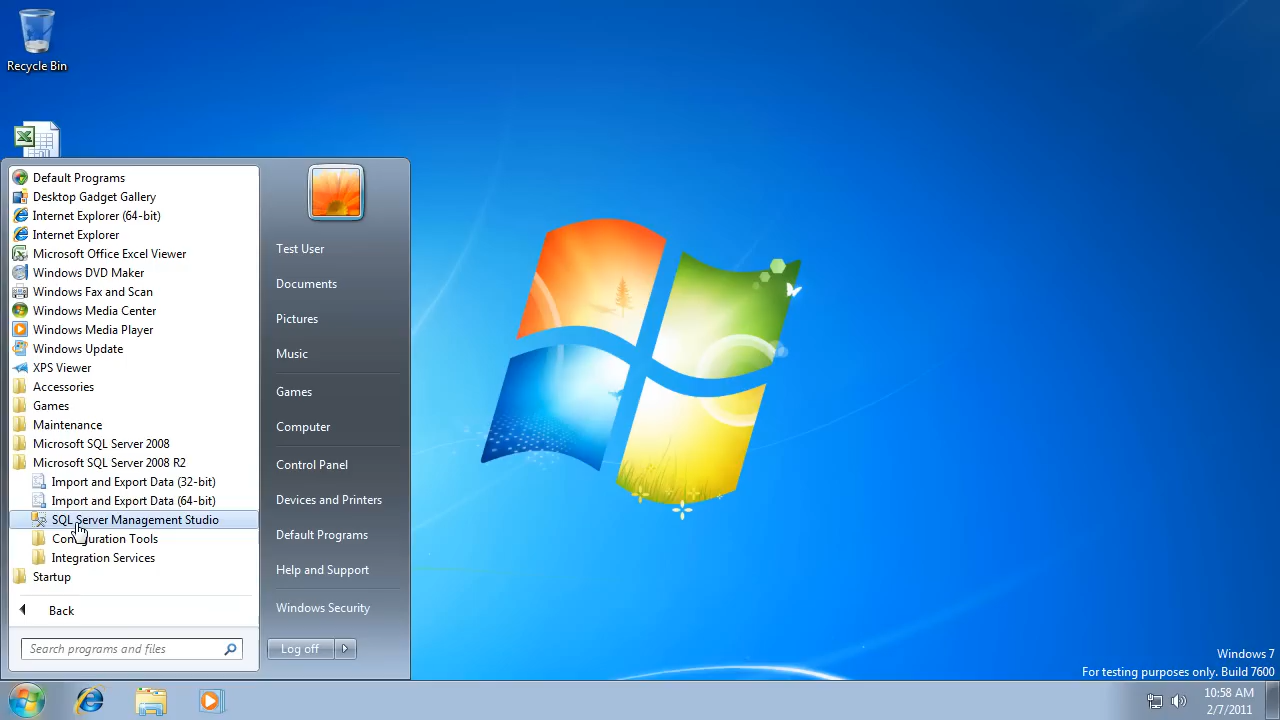 Recycle Bin
Default Programs
Desktop Gadget Gallery
Internet Explorer (64-bit)
Internet Explorer
Microsoft Office Excel Viewer
Windows DVD Maker
Windows Fax and Scan
Windows Media Center
Windows Media Player
Windows Update
XPS Viewer
Accessories
Games
Maintenance
Microsoft SQL Server 2008
Microsoft SQL Server 2008 R2
Import and Export Data (32-bit)
Import and Export Data (64-bit)
SQL Server Management Studio
Configuration Tools
Integration Services
Startup
Back
Search programs and files
Test User
Documents
Pictures
Music
Games
Computer
Control Panel
Devices and Printers
Default Programs
Help and Support
Windows Security
Log off
Windows 7
For testing purposes only. Build 7600
10:58 AM
2/7/2011